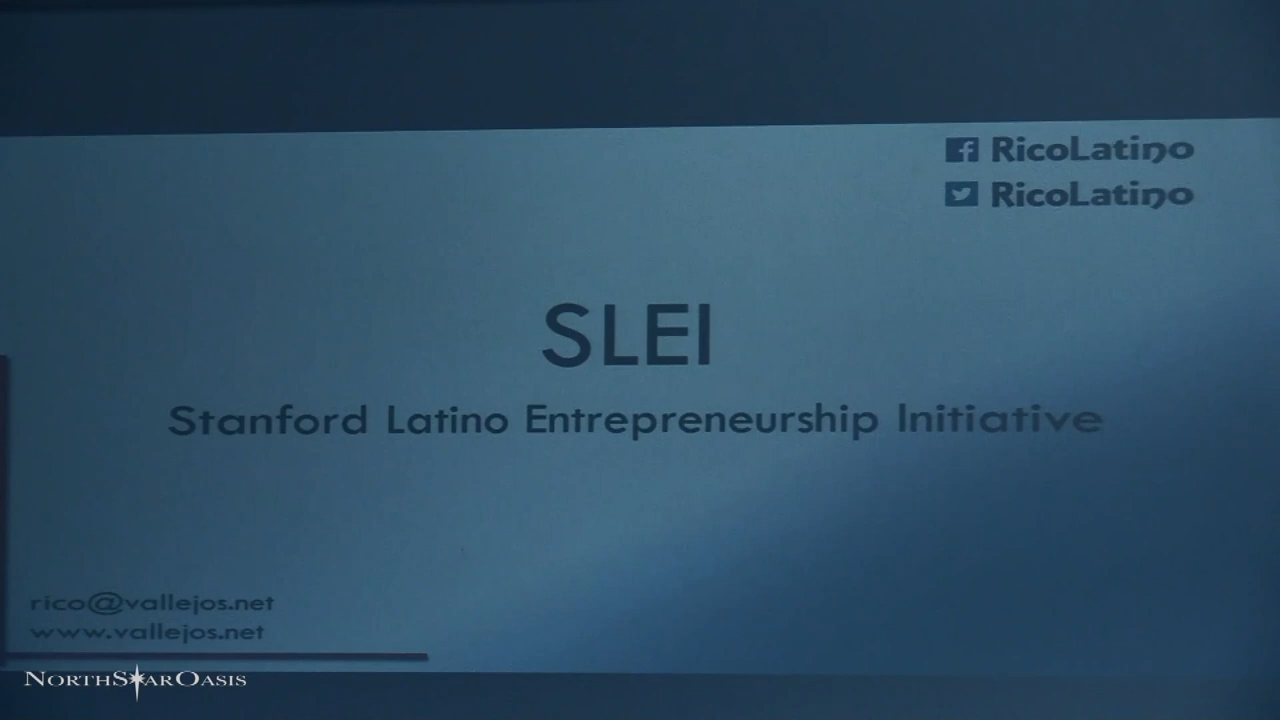 RicoLatino
RicoLatino
SLEI
Stanford Latino Entrepreneurship Initiative
rico@vallejos.net
www.vallejos.net
NorthStarOasis